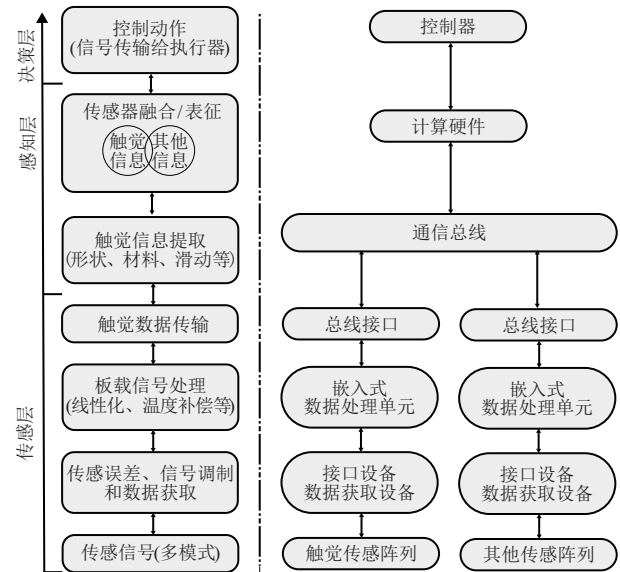 决策层
控制动作
(信号传输给执行器)
感知层
传感器融合/表征
触觉
信息
其他
信息
触觉信息提取
(形状、材料、滑动等)
传感层
触觉数据传输
板载信号处理
(线性化、温度补偿等)
传感误差、信号调制
和数据获取
传感信号(多模式)
控制器
计算硬件
通信总线
总线接口
嵌入式
数据处理单元
接口设备
数据获取设备
触觉传感阵列
总线接口
嵌入式
数据处理单元
接口设备
数据获取设备
其他传感阵列